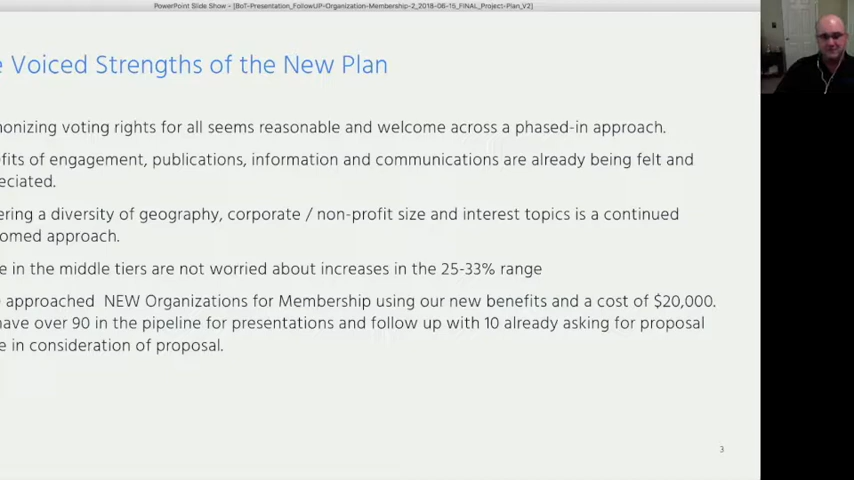 PowerPoint Slide Show - [BoT-Presentation_FollowUP-Organization-Membership-2_2018-06-15_FINAL_Project-Plan_V2]
e Voiced Strengths of the New Plan
onizing voting rights for all seems reasonable and welcome across a phased-in approach.
fits of engagement, publications, information and communications are already being felt and
eciated.
ering a diversity of geography, corporate / non-profit size and interest topics is a continued
omed approach.
e in the middle tiers are not worried about increases in the 25-33% range
approached NEW Organizations for Membership using our new benefits and a cost of $20,000.
have over 90 in the pipeline for presentations and follow up with 10 already asking for proposal
e in consideration of proposal.
3